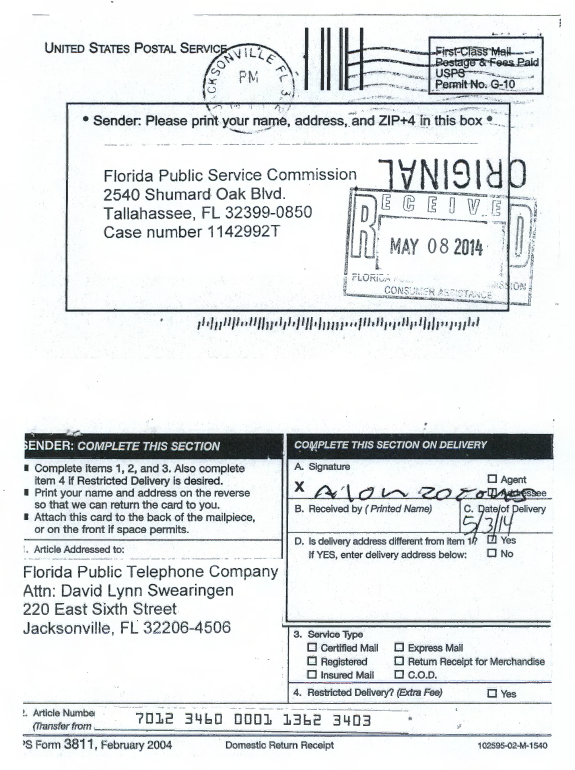 UNITED STATES POSTAL SERVICE
JACKSONVILLE FL
PM
First-Class Mail
Postage & Fees Paid
USPS
Permit No. G-10
• Sender: Please print your name, address, and ZIP+4 in this box •
Florida Public Service Commission
2540 Shumard Oak Blvd.
Tallahassee, FL 32399-0850
Case number 1142992T
ORIGINAL
RECEIVED
MAY 08 2014
FLORIDA
CONSUMER ASSISTANCE
SENDER: COMPLETE THIS SECTION
■ Complete items 1, 2, and 3. Also complete
item 4 if Restricted Delivery is desired.
■ Print your name and address on the reverse
so that we can return the card to you.
■ Attach this card to the back of the mailpiece,
or on the front if space permits.
1. Article Addressed to:
Florida Public Telephone Company
Attn: David Lynn Swearingen
220 East Sixth Street
Jacksonville, FL 32206-4506
2. Article Number
(Transfer from
7012 3460 0001 1362 3403
COMPLETE THIS SECTION ON DELIVERY
A. Signature
X
Agent
Addressee
B. Received by (Printed Name)
C. Date of Delivery
5/3/14
D. Is delivery address different from item 1? Yes
If YES, enter delivery address below: No
3. Service Type
Certified Mail Express Mail
Registered Return Receipt for Merchandise
Insured Mail C.O.D.
4. Restricted Delivery? (Extra Fee) Yes
PS Form 3811, February 2004 Domestic Return Receipt 102595-02-M-1540